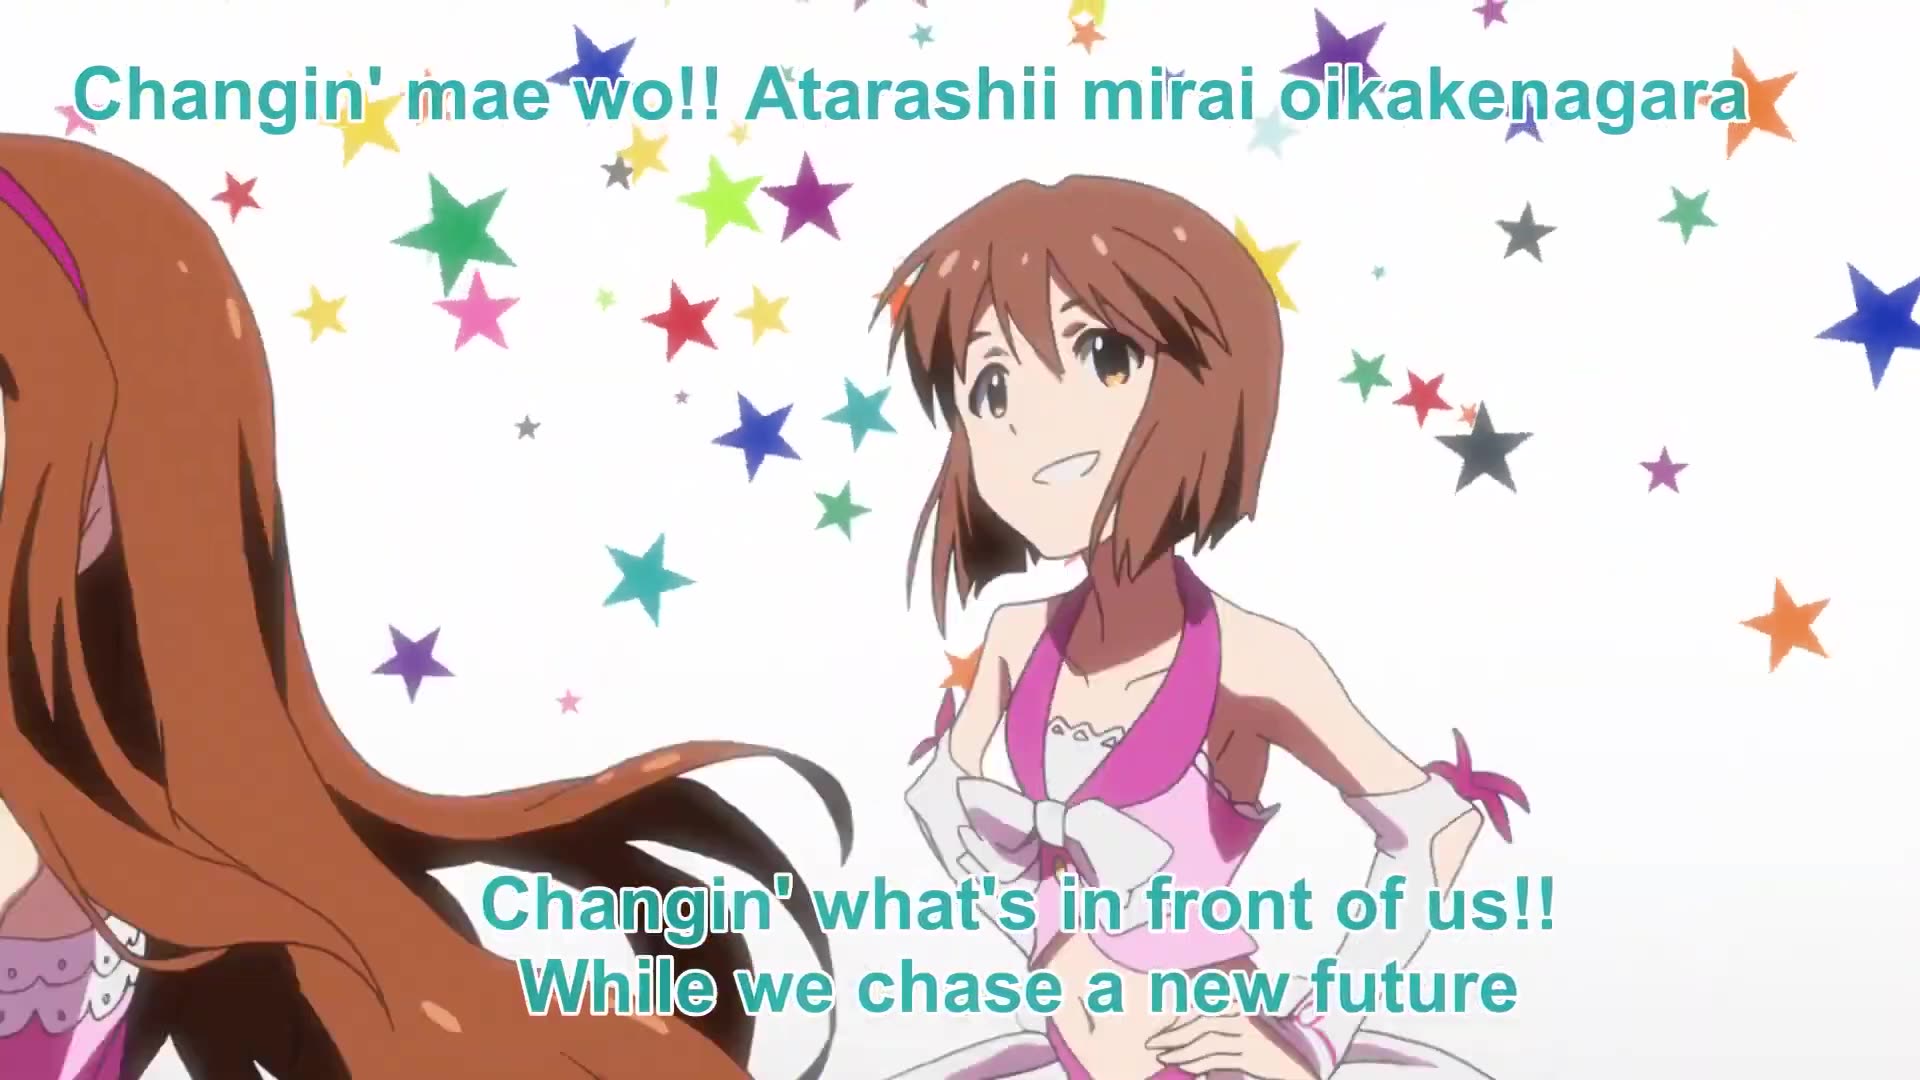 Changin' mae wo!! Atarashii mirai oikakenagara
Changin' what's in front of us!!
While we chase a new future